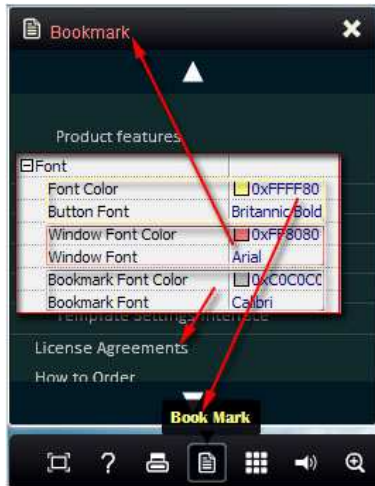 Bookmark
Product features
Font
Font Color 0xFFFF80
Button Font Britannic Bold
Window Font Color 0xFF8080
Window Font Arial
Bookmark Font Color 0xC0C0C0
Bookmark Font Calibri
Template Settings Interface
License Agreements
How to Order
Book Mark